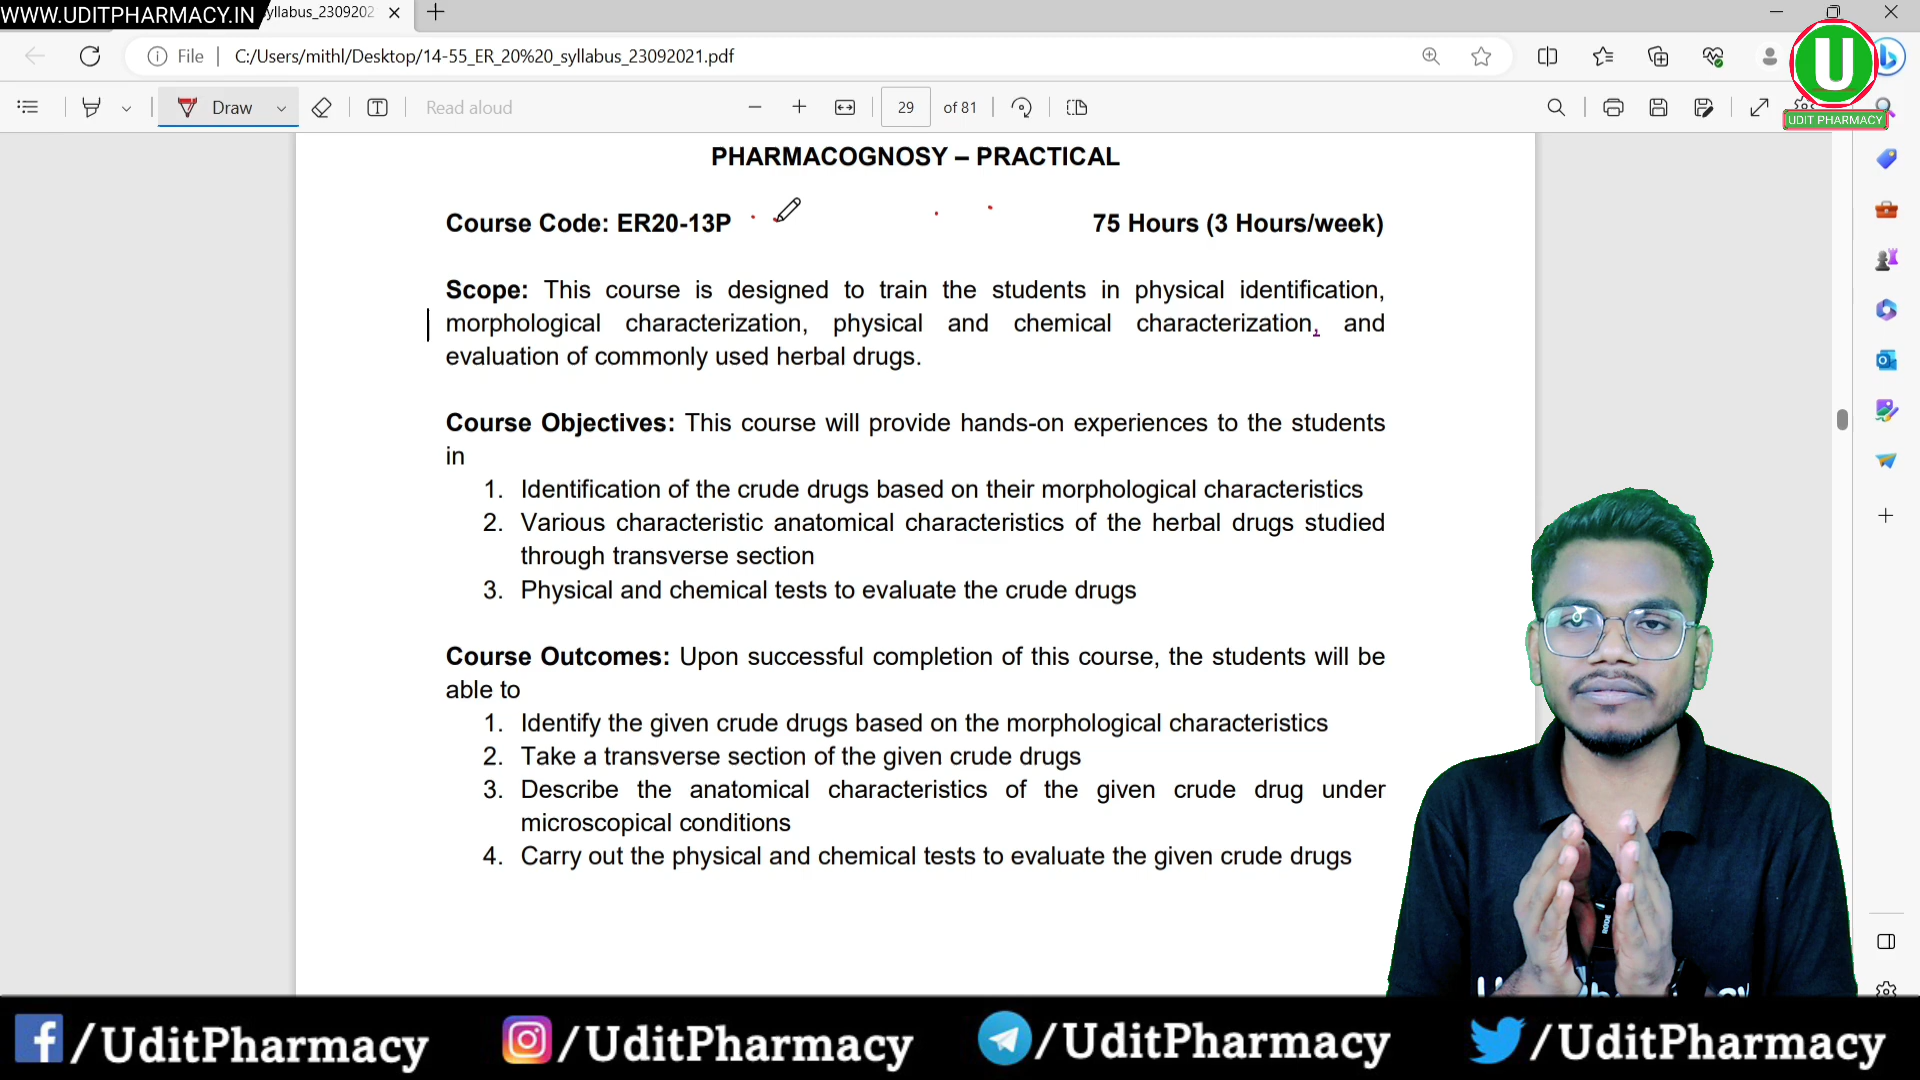 WWW.UDITPHARMACY.IN
syllabus_2309202
File
C:/Users/mithl/Desktop/14-55_ER_20%20_syllabus_23092021.pdf
Draw
Read aloud
29
of 81
U
UDIT PHARMACY
PHARMACOGNOSY – PRACTICAL
Course Code: ER20-13P
75 Hours (3 Hours/week)
Scope: This course is designed to train the students in physical identification,
morphological characterization, physical and chemical characterization, and
evaluation of commonly used herbal drugs.
Course Objectives: This course will provide hands-on experiences to the students
in
1. Identification of the crude drugs based on their morphological characteristics
2. Various characteristic anatomical characteristics of the herbal drugs studied
through transverse section
3. Physical and chemical tests to evaluate the crude drugs
Course Outcomes: Upon successful completion of this course, the students will be
able to
1. Identify the given crude drugs based on the morphological characteristics
2. Take a transverse section of the given crude drugs
3. Describe the anatomical characteristics of the given crude drug under
microscopical conditions
4. Carry out the physical and chemical tests to evaluate the given crude drugs
RODE
/UditPharmacy
/UditPharmacy
/UditPharmacy
/UditPharmacy